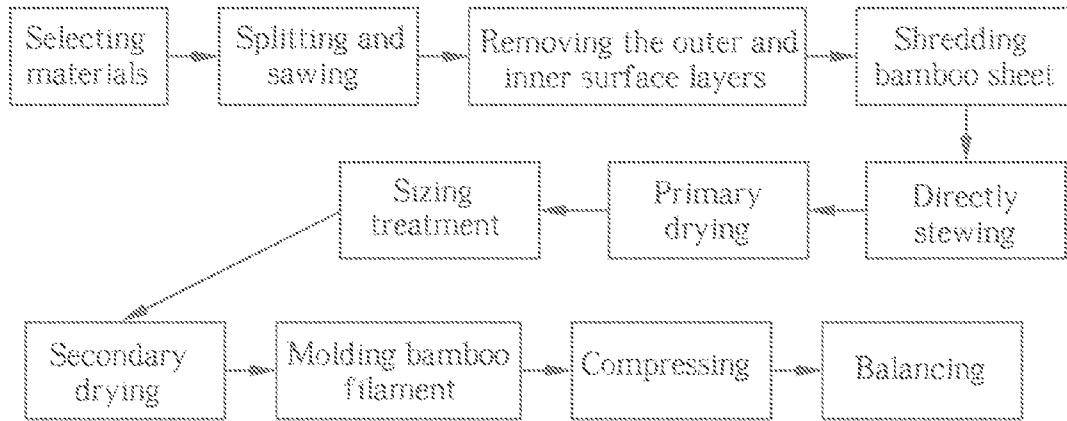 Selecting
materials
Splitting and
sawing
Removing the outer and
inner surface layers
Shredding
bamboo sheet
Directly
stewing
Primary
drying
Sizing
treatment
Secondary
drying
Molding bamboo
filament
Compressing
Balancing